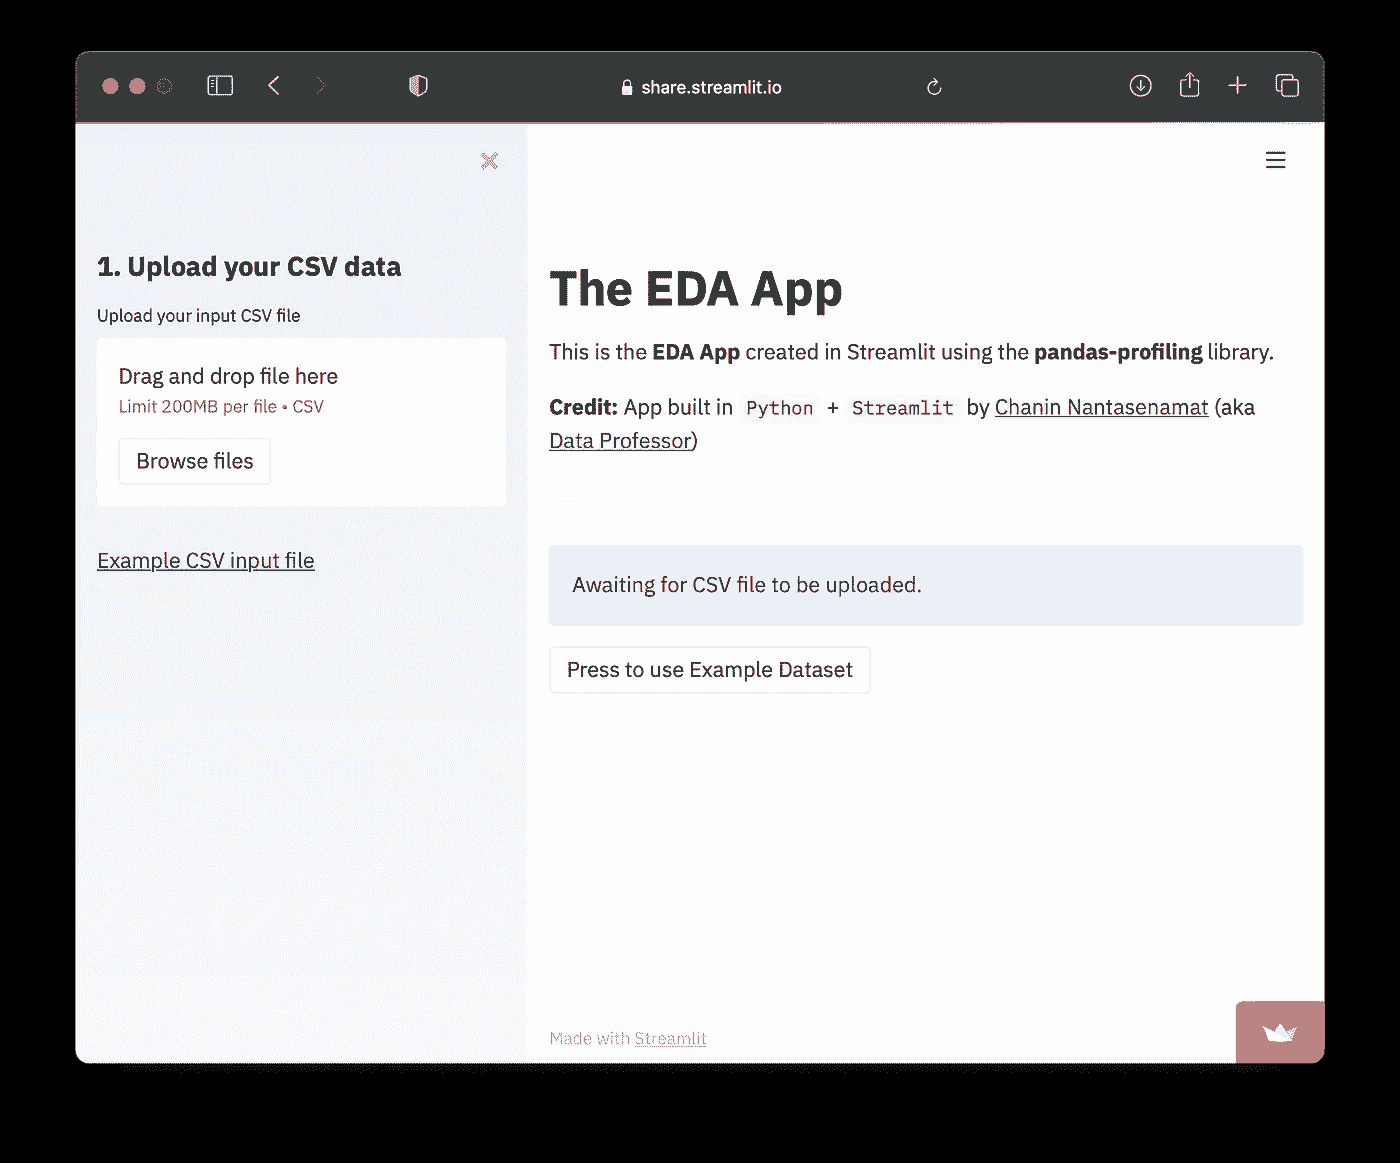 share.streamlit.io
1. Upload your CSV data
Upload your input CSV file
Drag and drop file here
Limit 200MB per file • CSV
Browse files
Example CSV input file
The EDA App
This is the EDA App created in Streamlit using the pandas-profiling library.
Credit: App built in Python + Streamlit by Chanin Nantasenamat (aka
Data Professor)
Awaiting for CSV file to be uploaded.
Press to use Example Dataset
Made with Streamlit